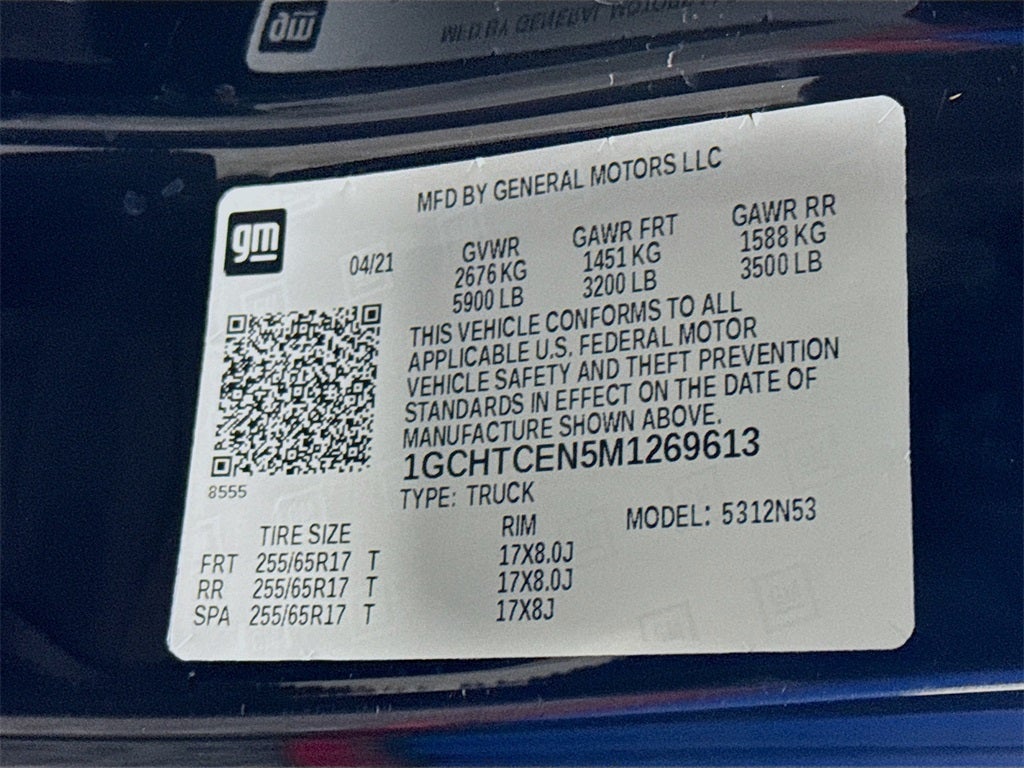 MFD BY GENERAL MOTORS LLC
gm
04/21
GVWR
2676 KG
5900 LB
GAWR FRT
1451 KG
3200 LB
GAWR RR
1588 KG
3500 LB
THIS VEHICLE CONFORMS TO ALL
APPLICABLE U.S. FEDERAL MOTOR
VEHICLE SAFETY AND THEFT PREVENTION
STANDARDS IN EFFECT ON THE DATE OF
MANUFACTURE SHOWN ABOVE.
1GCHTCEN5M1269613
8555
TYPE: TRUCK
MODEL: 5312N53
TIRE SIZE RIM
FRT 255/65R17 T 17X8.0J
RR 255/65R17 T 17X8.0J
SPA 255/65R17 T 17X8J